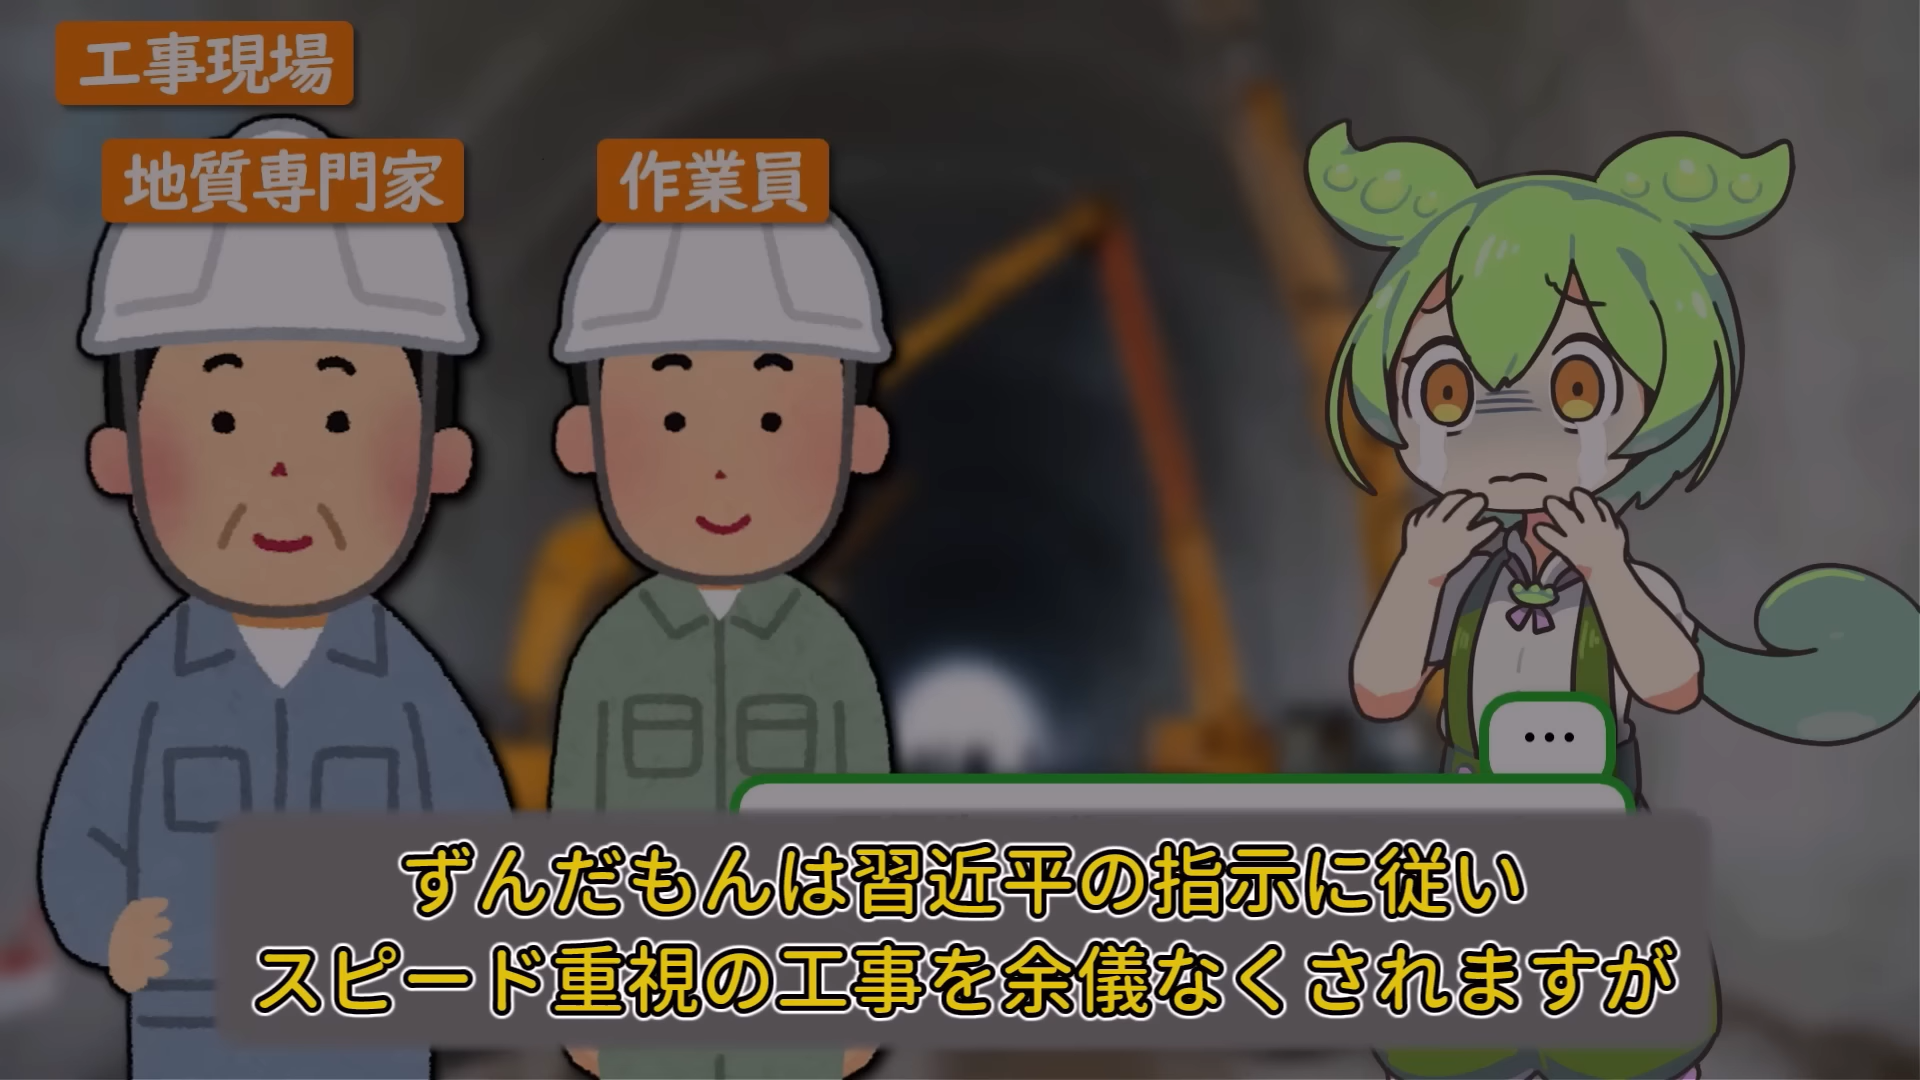 工事現場
地質専門家
作業員
…
ずんだもんは習近平の指示に従い
スピード重視の工事を余儀なくされますが